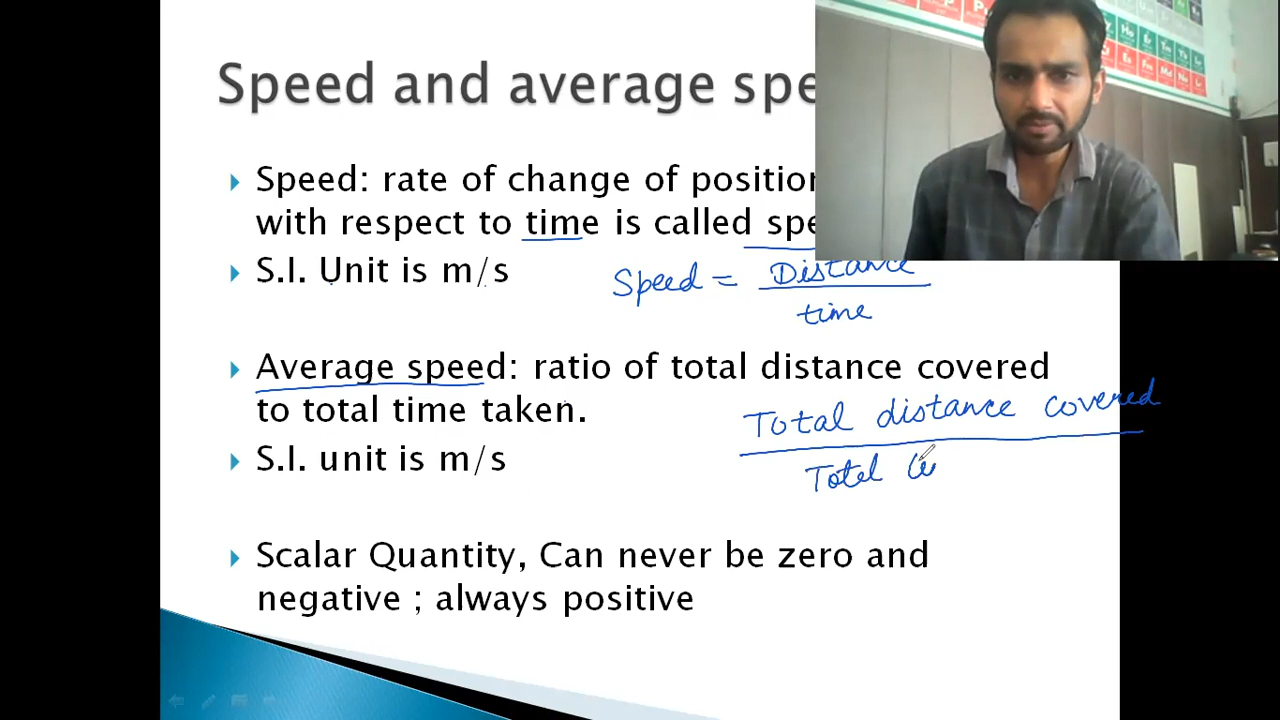 Speed and average spe
Speed: rate of change of position
with respect to time is called spe
S.I. Unit is m/s
Speed = Distance
time
Average speed: ratio of total distance covered
to total time taken.
Total distance covered
S.I. unit is m/s
Total
Scalar Quantity, Can never be zero and
negative ; always positive